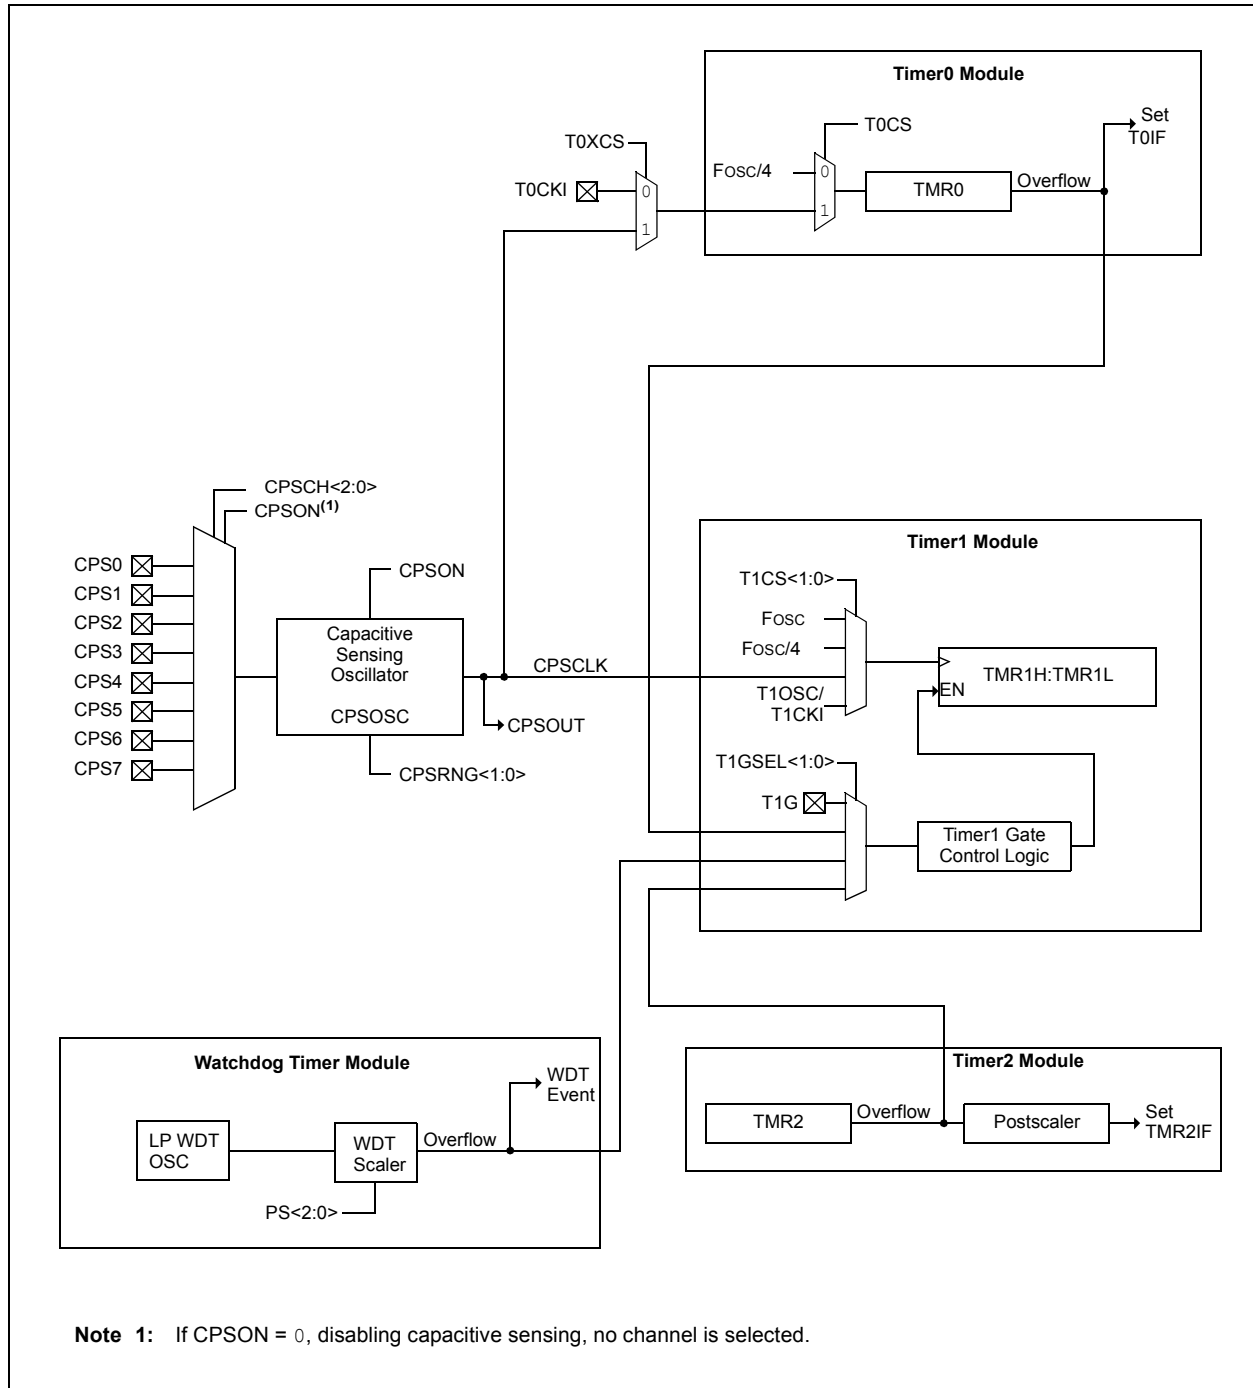 Timer0 Module
T0CS
Set
T0IF
T0XCS
FOSC/4
0
TMR0
Overflow
T0CKI
0
1
1
CPSCH<2:0>
CPSON(1)
CPS0
CPS1
CPS2
CPS3
CPS4
CPS5
CPS6
CPS7
CPSON
Capacitive
Sensing
Oscillator
CPSOSC
CPSRNG<1:0>
CPSCLK
CPSOUT
Timer1 Module
T1CS<1:0>
FOSC
FOSC/4
T1OSC/
T1CKI
EN
TMR1H:TMR1L
T1GSEL<1:0>
T1G
Timer1 Gate
Control Logic
Watchdog Timer Module
WDT
Event
LP WDT
OSC
WDT
Scaler
Overflow
PS<2:0>
Timer2 Module
TMR2
Overflow
Postscaler
Set
TMR2IF
Note 1: If CPSON = 0, disabling capacitive sensing, no channel is selected.